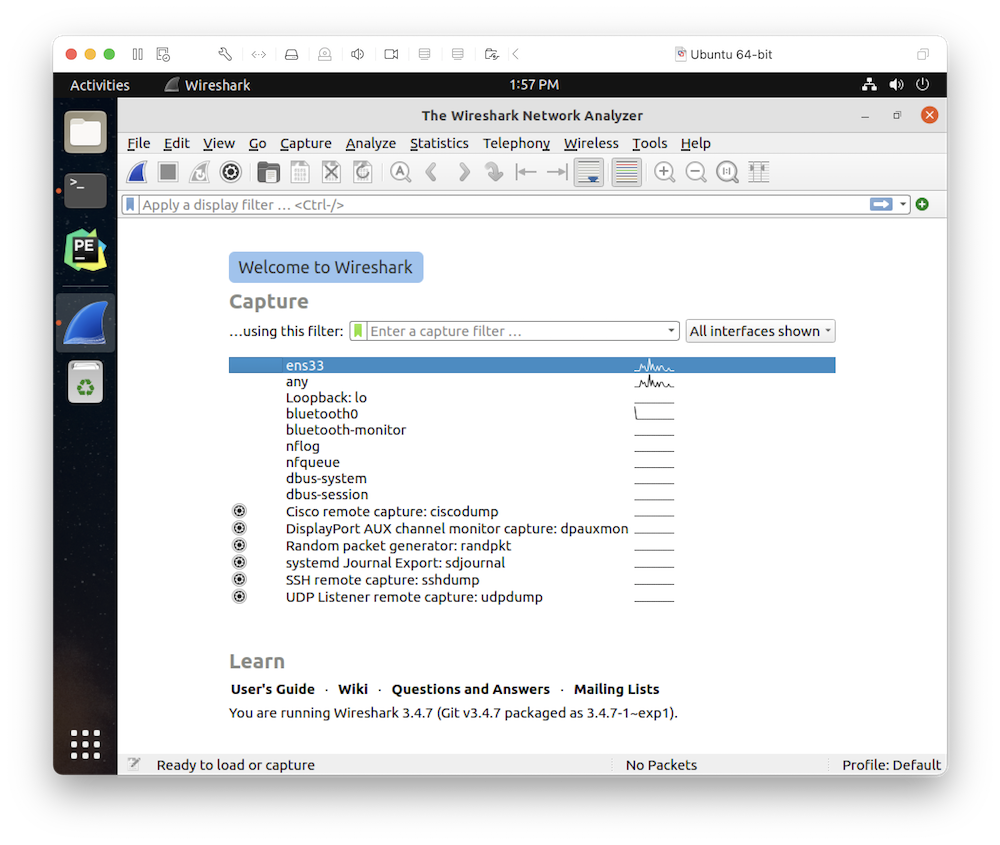 Ubuntu 64-bit
Activities Wireshark 1:57 PM
The Wireshark Network Analyzer
File Edit View Go Capture Analyze Statistics Telephony Wireless Tools Help
Apply a display filter … <Ctrl-/>
Welcome to Wireshark
Capture
…using this filter: Enter a capture filter … All interfaces shown
ens33
any
Loopback: lo
bluetooth0
bluetooth-monitor
nflog
nfqueue
dbus-system
dbus-session
Cisco remote capture: ciscodump
DisplayPort AUX channel monitor capture: dpauxmon
Random packet generator: randpkt
systemd Journal Export: sdjournal
SSH remote capture: sshdump
UDP Listener remote capture: udpdump
Learn
User's Guide · Wiki · Questions and Answers · Mailing Lists
You are running Wireshark 3.4.7 (Git v3.4.7 packaged as 3.4.7-1~exp1).
Ready to load or capture No Packets Profile: Default
>_
PE